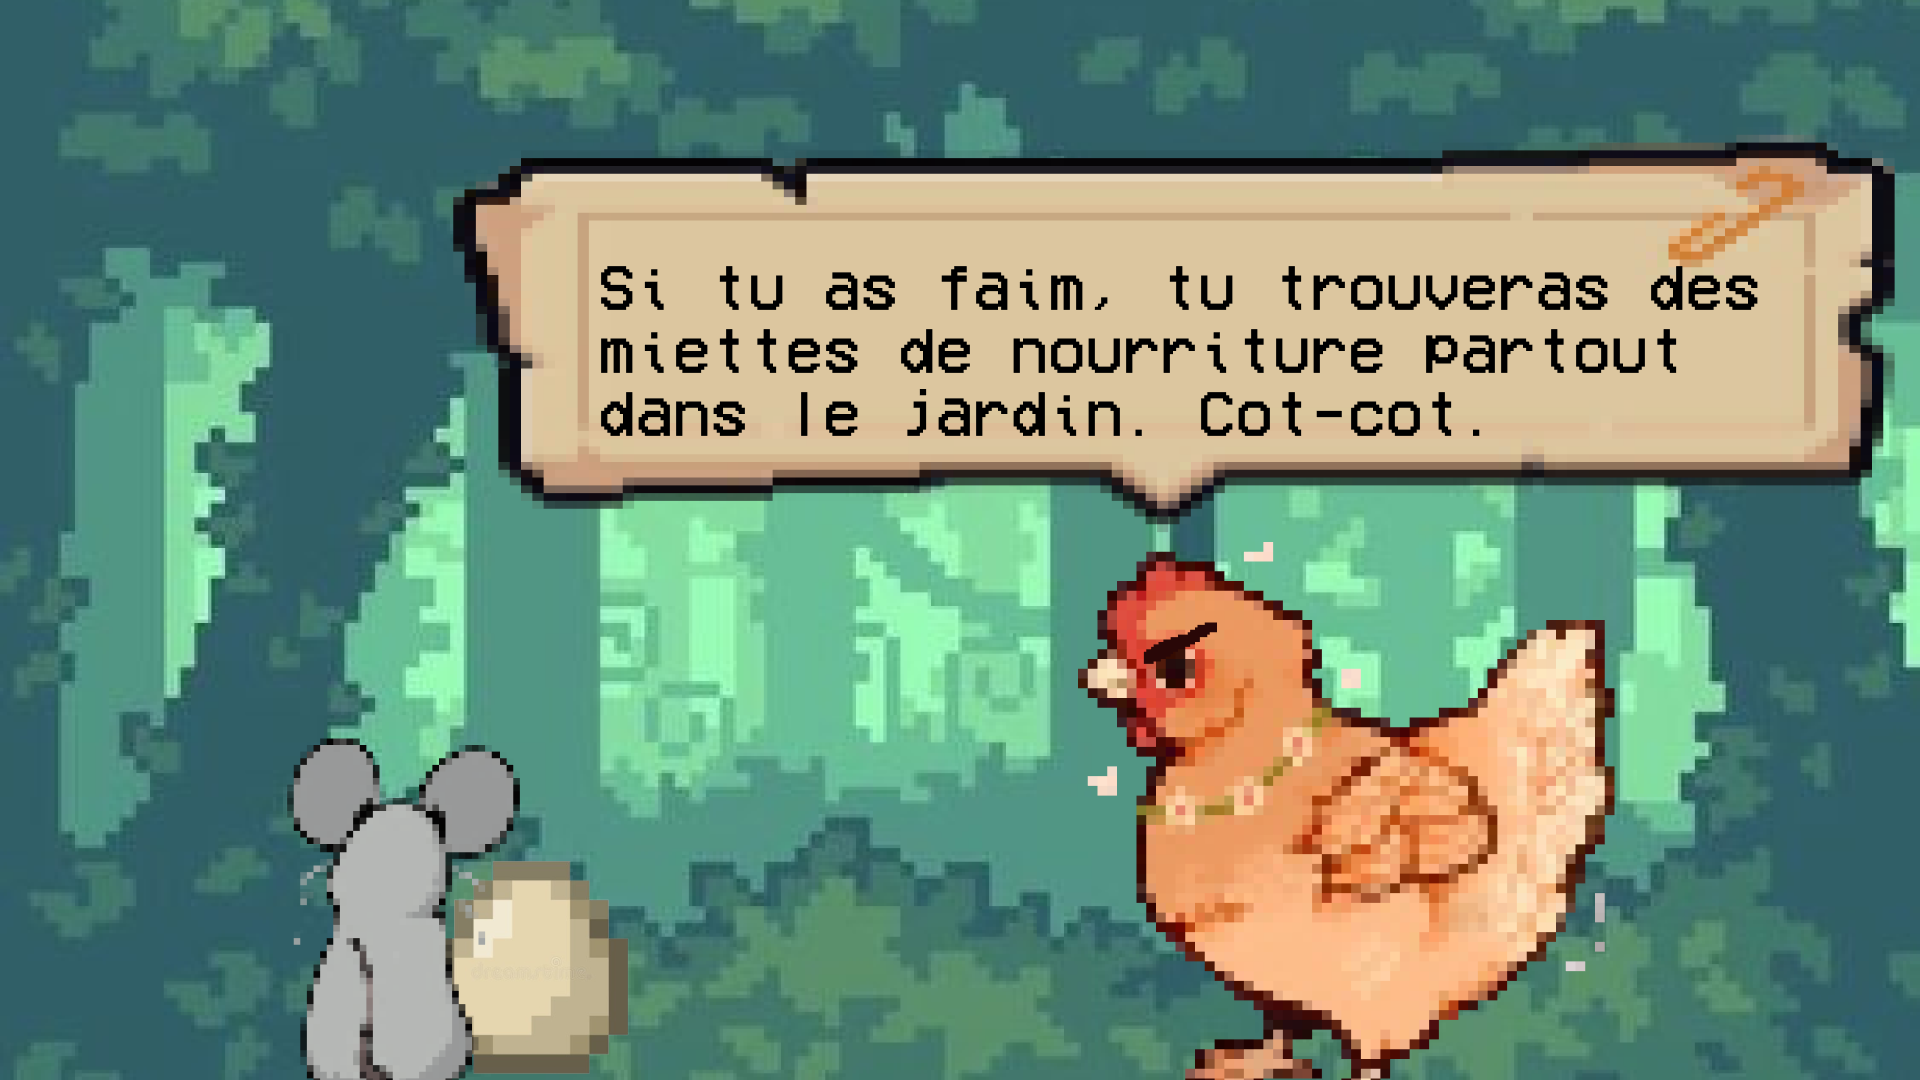 Si tu as faim, tu trouveras des
miettes de nourriture partout
dans le jardin. Cot-cot.